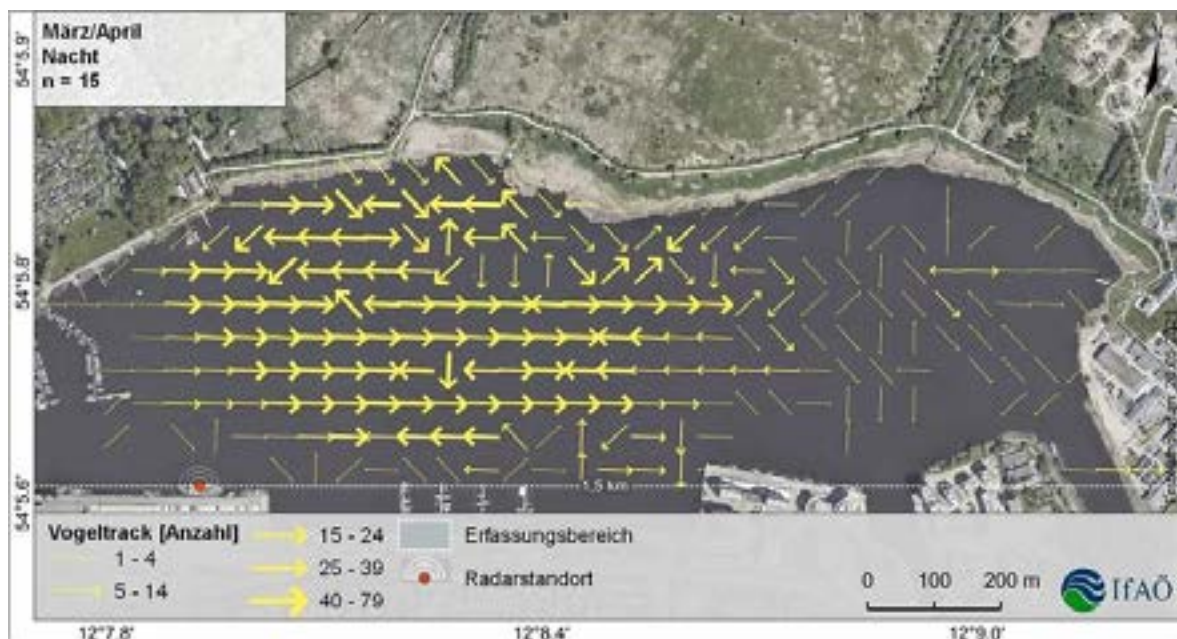 März/April
Nacht
n = 15
54°5.9'
54°5.8'
54°5.6'
1,5 km
Vogeltrack [Anzahl]
1 - 4
5 - 14
15 - 24
25 - 39
40 - 79
Erfassungsbereich
Radarstandort
0 100 200 m
IfAÖ
12°7.8' 12°8.4' 12°9.0'